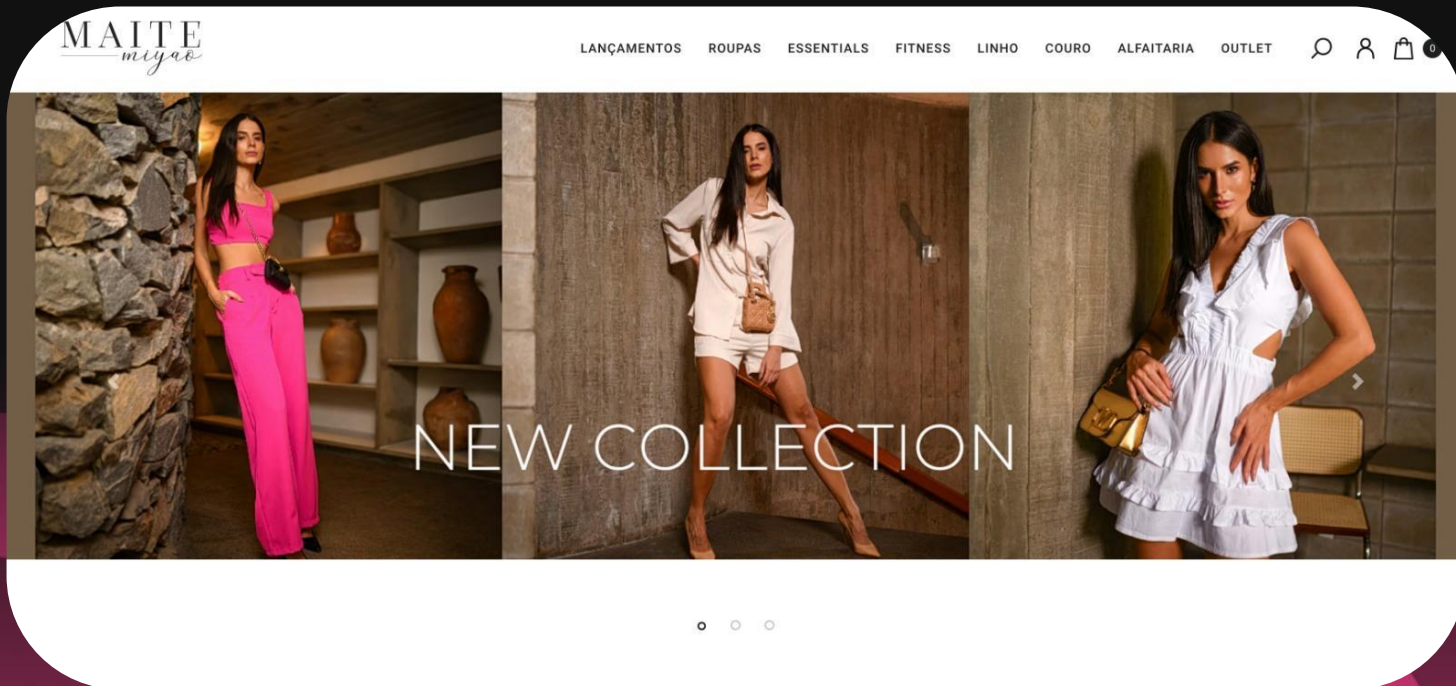 MAITE
miyao
LANÇAMENTOS ROUPAS ESSENTIALS FITNESS LINHO COURO ALFAITARIA OUTLET 0
NEW COLLECTION